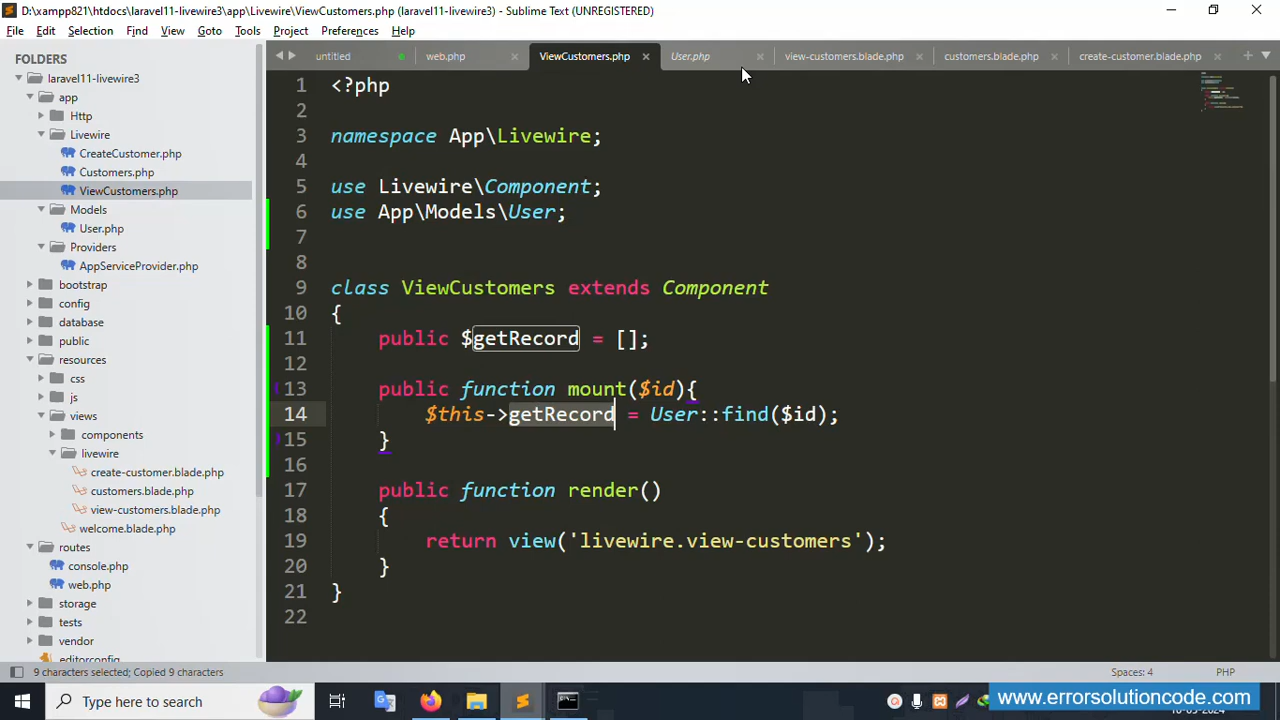 D:\xampp821\htdocs\laravel11-livewire3\app\Livewire\ViewCustomers.php (laravel11-livewire3) - Sublime Text (UNREGISTERED)
File Edit Selection Find View Goto Tools Project Preferences Help
FOLDERS
laravel11-livewire3
app
Http
Livewire
CreateCustomer.php
Customers.php
ViewCustomers.php
Models
User.php
Providers
AppServiceProvider.php
bootstrap
config
database
public
resources
css
js
views
components
livewire
create-customer.blade.php
customers.blade.php
view-customers.blade.php
welcome.blade.php
routes
console.php
web.php
storage
tests
vendor
.editorconfig
untitled web.php ViewCustomers.php User.php view-customers.blade.php customers.blade.php create-customer.blade.php
1 <?php
2
3 namespace App\Livewire;
4
5 use Livewire\Component;
6 use App\Models\User;
7
8
9 class ViewCustomers extends Component
10 {
11 public $getRecord = [];
12
13 public function mount($id){
14 $this->getRecord = User::find($id);
15 }
16
17 public function render()
18 {
19 return view('livewire.view-customers');
20 }
21 }
22
9 characters selected; Copied 9 characters Spaces: 4 PHP
Type here to search
www.errorsolutioncode.com